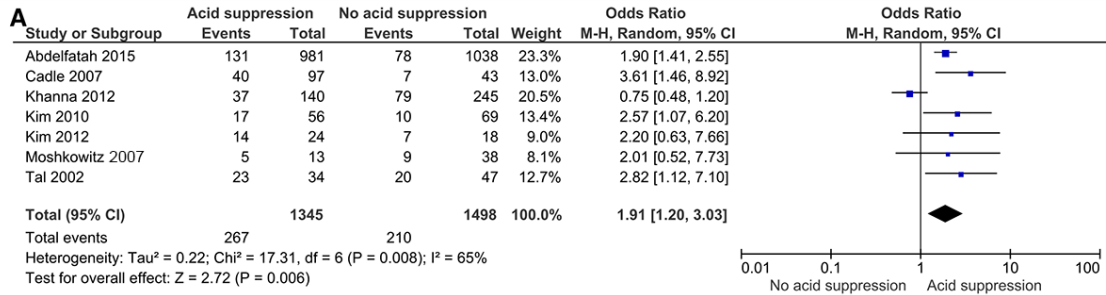 A
Acid suppression No acid suppression Odds Ratio Odds Ratio
Study or Subgroup Events Total Events Total Weight M-H, Random, 95% CI M-H, Random, 95% CI
Abdelfatah 2015 131 981 78 1038 23.3% 1.90 [1.41, 2.55]
Cadle 2007 40 97 7 43 13.0% 3.61 [1.46, 8.92]
Khanna 2012 37 140 79 245 20.5% 0.75 [0.48, 1.20]
Kim 2010 17 56 10 69 13.4% 2.57 [1.07, 6.20]
Kim 2012 14 24 7 18 9.0% 2.20 [0.63, 7.66]
Moshkowitz 2007 5 13 9 38 8.1% 2.01 [0.52, 7.73]
Tal 2002 23 34 20 47 12.7% 2.82 [1.12, 7.10]
Total (95% CI) 1345 1498 100.0% 1.91 [1.20, 3.03]
Total events 267 210
Heterogeneity: Tau² = 0.22; Chi² = 17.31, df = 6 (P = 0.008); I² = 65%
Test for overall effect: Z = 2.72 (P = 0.006)
0.01 0.1 1 10 100
No acid suppression Acid suppression